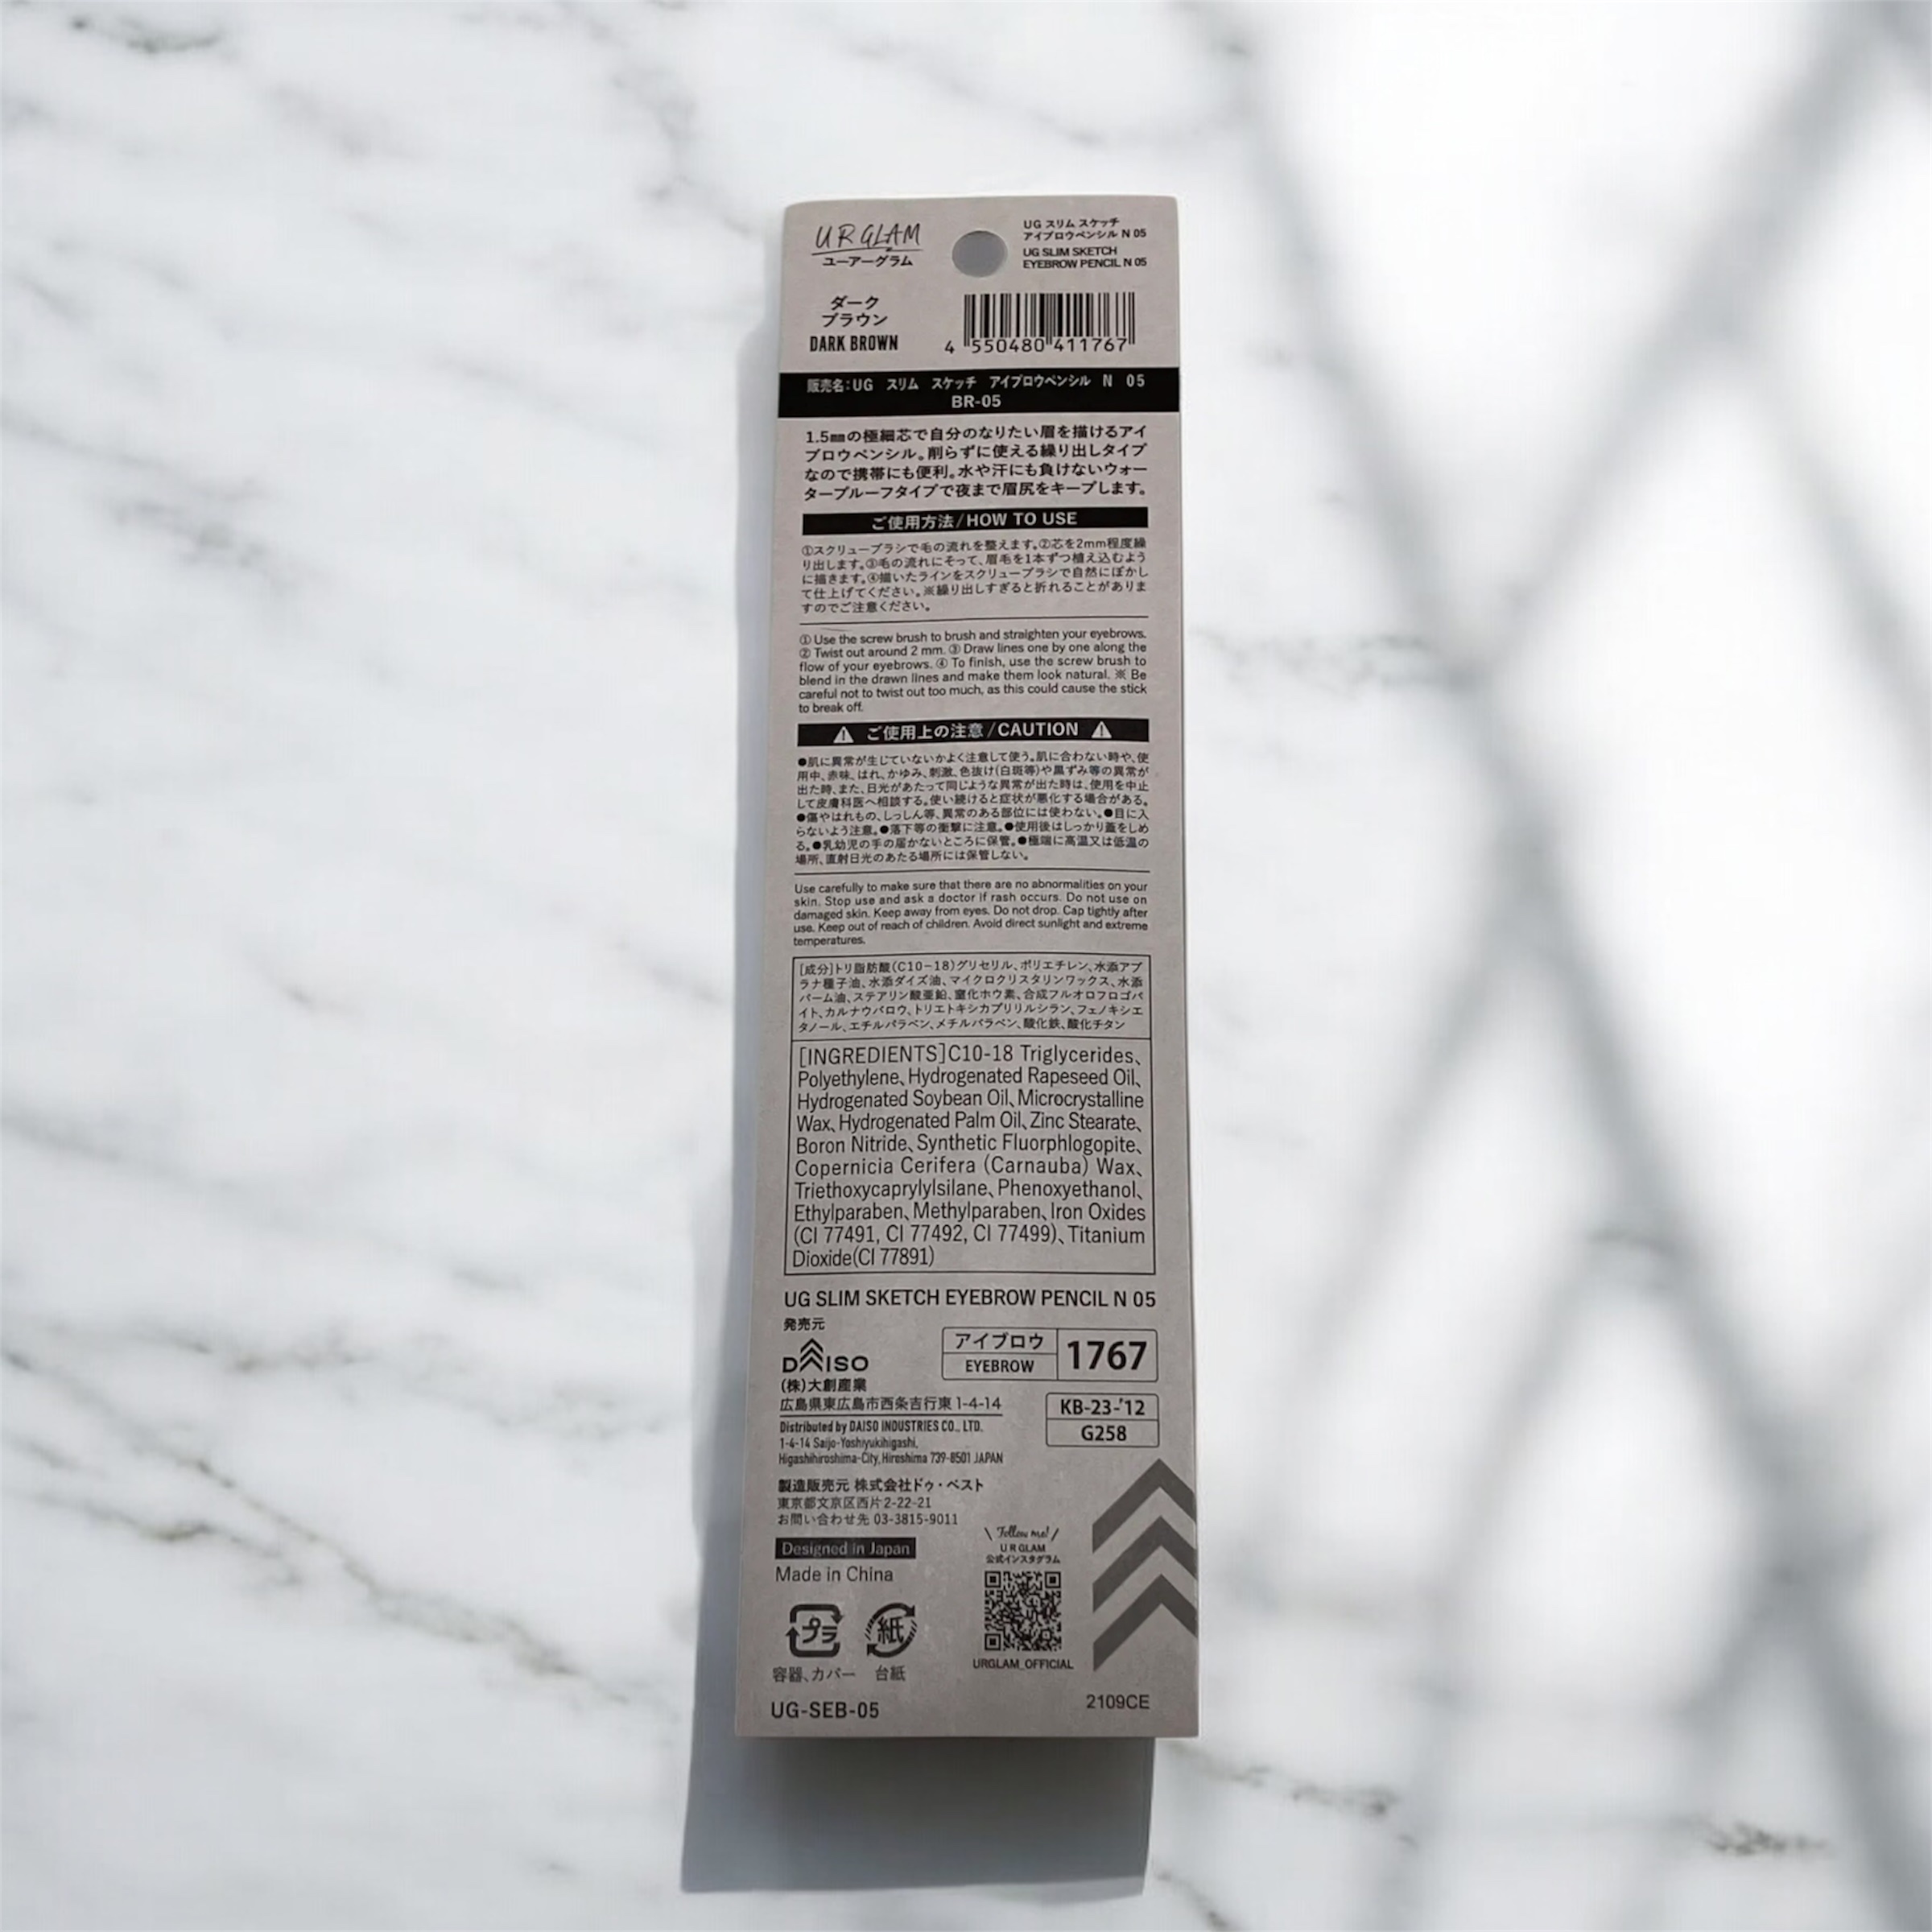 U R GLAM
ユーアーグラム
UG スリム スケッチ
アイブロウペンシル N 05
UG SLIM SKETCH
EYEBROW PENCIL N 05
ダーク
ブラウン
DARK BROWN
4 550480 411767
販売名:UG スリム スケッチ アイブロウペンシル N 05
BR-05
1.5㎜の極細芯で自分のなりたい眉を描けるアイ
ブロウペンシル。削らずに使える繰り出しタイプ
なので携帯にも便利。水や汗にも負けないウォー
タープルーフタイプで夜まで眉尻をキープします。
ご使用方法/HOW TO USE
①スクリューブラシで毛の流れを整えます。②芯を2mm程度繰
り出します。③毛の流れにそって、眉毛を1本ずつ植え込むよう
に描きます。④描いたラインをスクリューブラシで自然にぼかし
て仕上げてください。※繰り出しすぎると折れることがありま
すのでご注意ください。
① Use the screw brush to brush and straighten your eyebrows.
② Twist out around 2 mm. ③ Draw lines one by one along the
flow of your eyebrows. ④ To finish, use the screw brush to
blend in the drawn lines and make them look natural. ※ Be
careful not to twist out too much, as this could cause the stick
to break off.
ご使用上の注意/CAUTION
●肌に異常が生じていないかよく注意して使う。肌に合わない時や、使
用中、赤味、はれ、かゆみ、刺激、色抜け(白斑等)や黒ずみ等の異常が
出た時、また、日光があたって同じような異常が出た時は、使用を中止
して皮膚科医へ相談する。使い続けると症状が悪化する場合がある。
●傷やはれもの、しっしん等、異常のある部位には使わない。●目に入
らないよう注意。●落下等の衝撃に注意。●使用後はしっかり蓋をしめ
る。●乳幼児の手の届かないところに保管。●極端に高温又は低温の
場所、直射日光のあたる場所には保管しない。
Use carefully to make sure that there are no abnormalities on your
skin. Stop use and ask a doctor if rash occurs. Do not use on
damaged skin. Keep away from eyes. Do not drop. Cap tightly after
use. Keep out of reach of children. Avoid direct sunlight and extreme
temperatures.
[成分]トリ脂肪酸(C10-18)グリセリル、ポリエチレン、水添アブ
ラナ種子油、水添ダイズ油、マイクロクリスタリンワックス、水添
パーム油、ステアリン酸亜鉛、窒化ホウ素、合成フルオロフロゴパ
イト、カルナウバロウ、トリエトキシカプリリルシラン、フェノキシエ
タノール、エチルパラベン、メチルパラベン、酸化鉄、酸化チタン
[INGREDIENTS]C10-18 Triglycerides、
Polyethylene、Hydrogenated Rapeseed Oil、
Hydrogenated Soybean Oil、Microcrystalline
Wax、Hydrogenated Palm Oil、Zinc Stearate、
Boron Nitride、Synthetic Fluorphlogopite、
Copernicia Cerifera (Carnauba) Wax、
Triethoxycaprylylsilane、Phenoxyethanol、
Ethylparaben、Methylparaben、Iron Oxides
(CI 77491, CI 77492, CI 77499)、Titanium
Dioxide(CI 77891)
UG SLIM SKETCH EYEBROW PENCIL N 05
発売元
DAISO
(株)大創産業
広島県東広島市西条吉行東 1-4-14
Distributed by DAISO INDUSTRIES CO., LTD.
1-4-14 Saijo-Yoshiyukihigashi,
Higashihiroshima-City, Hiroshima 739-8501 JAPAN
アイブロウ
EYEBROW
1767
KB-23-'12
G258
製造販売元 株式会社ドゥ・ベスト
東京都文京区西片2-22-21
お問い合わせ先 03-3815-9011
Designed in Japan
Made in China
プラ
紙
容器、カバー
台紙
\ Follow me! /
U R GLAM
公式インスタグラム
URGLAM_OFFICIAL
UG-SEB-05
2109CE